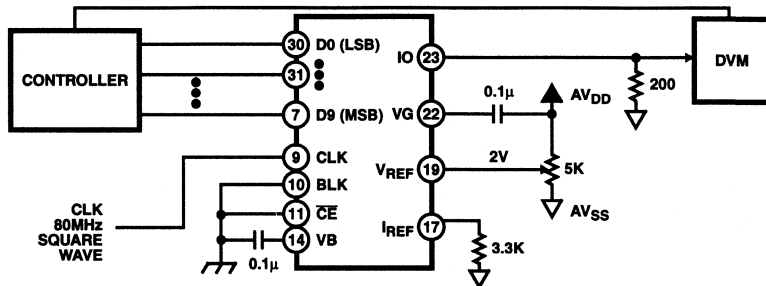 CONTROLLER
30 D0 (LSB)
31
7 D9 (MSB)
9 CLK
10 BLK
11 CE
14 VB
0.1µ
CLK
80MHz
SQUARE
WAVE
IO 23
VG 22
VREF 19
IREF 17
0.1µ
AVDD
2V
5K
AVSS
3.3K
200
DVM